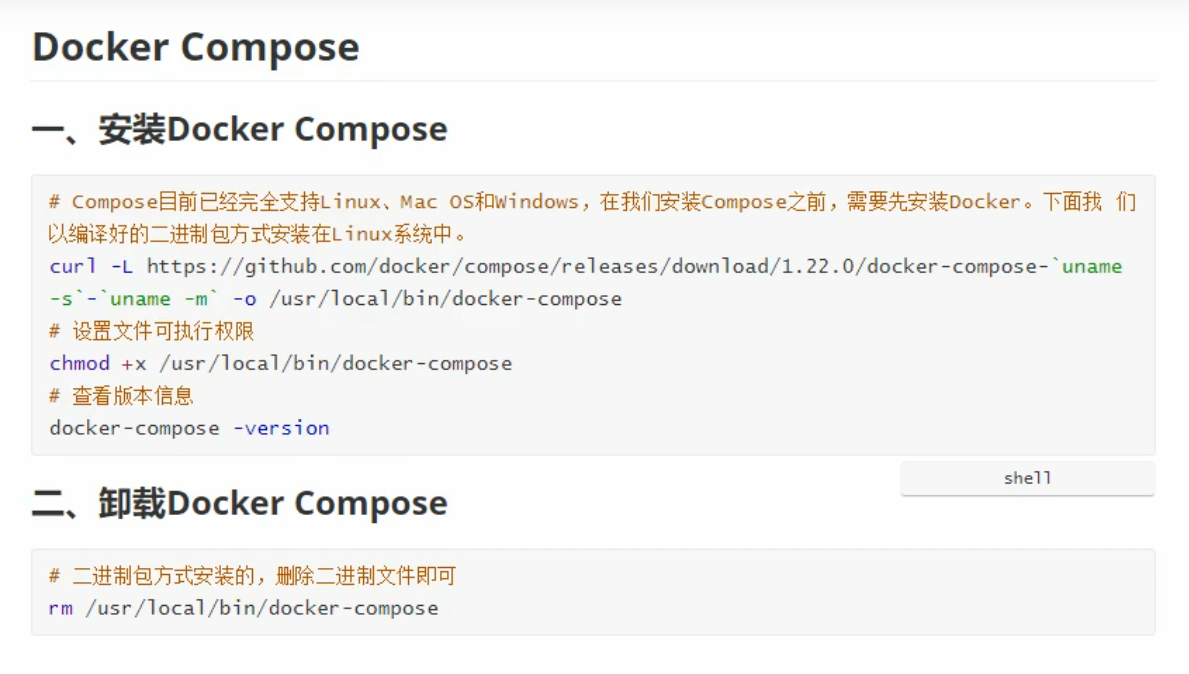 Docker Compose
一、安装Docker Compose
# Compose目前已经完全支持Linux、Mac OS和Windows，在我们安装Compose之前，需要先安装Docker。下面我 们
以编译好的二进制包方式安装在Linux系统中。
curl -L https://github.com/docker/compose/releases/download/1.22.0/docker-compose-`uname
-s`-`uname -m` -o /usr/local/bin/docker-compose
# 设置文件可执行权限
chmod +x /usr/local/bin/docker-compose
# 查看版本信息
docker-compose -version
shell
二、卸载Docker Compose
# 二进制包方式安装的，删除二进制文件即可
rm /usr/local/bin/docker-compose